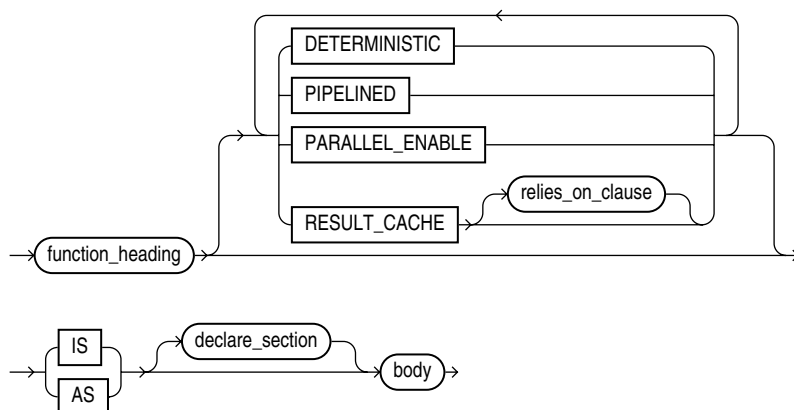 DETERMINISTIC
PIPELINED
PARALLEL_ENABLE
relies_on_clause
RESULT_CACHE
function_heading
IS
declare_section
body
AS